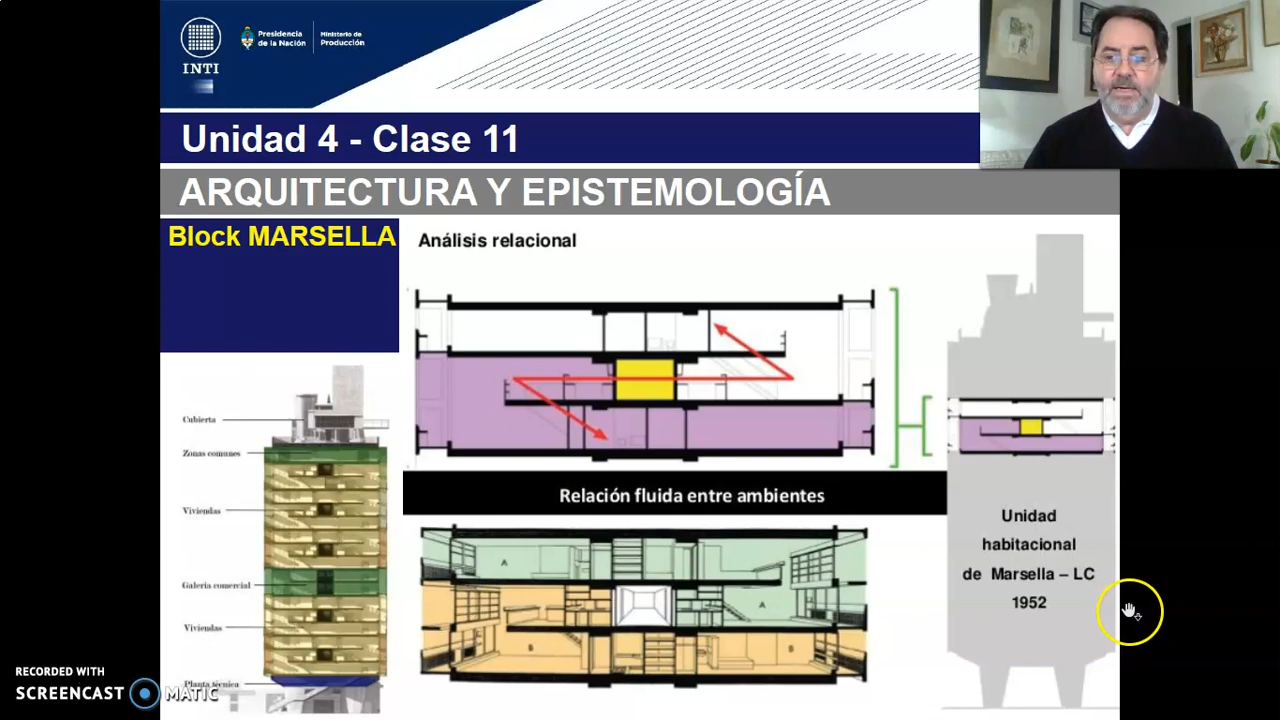 INTI
Presidencia
de la Nación
Ministerio de
Producción
Unidad 4 - Clase 11
ARQUITECTURA Y EPISTEMOLOGÍA
Block MARSELLA
Análisis relacional
Cubierta
Zonas comunes
Viviendas
Galería comercial
Viviendas
Planta técnica
Relación fluida entre ambientes
A
A
B
B
Unidad
habitacional
de Marsella – LC
1952
RECORDED WITH
SCREENCAST MATIC